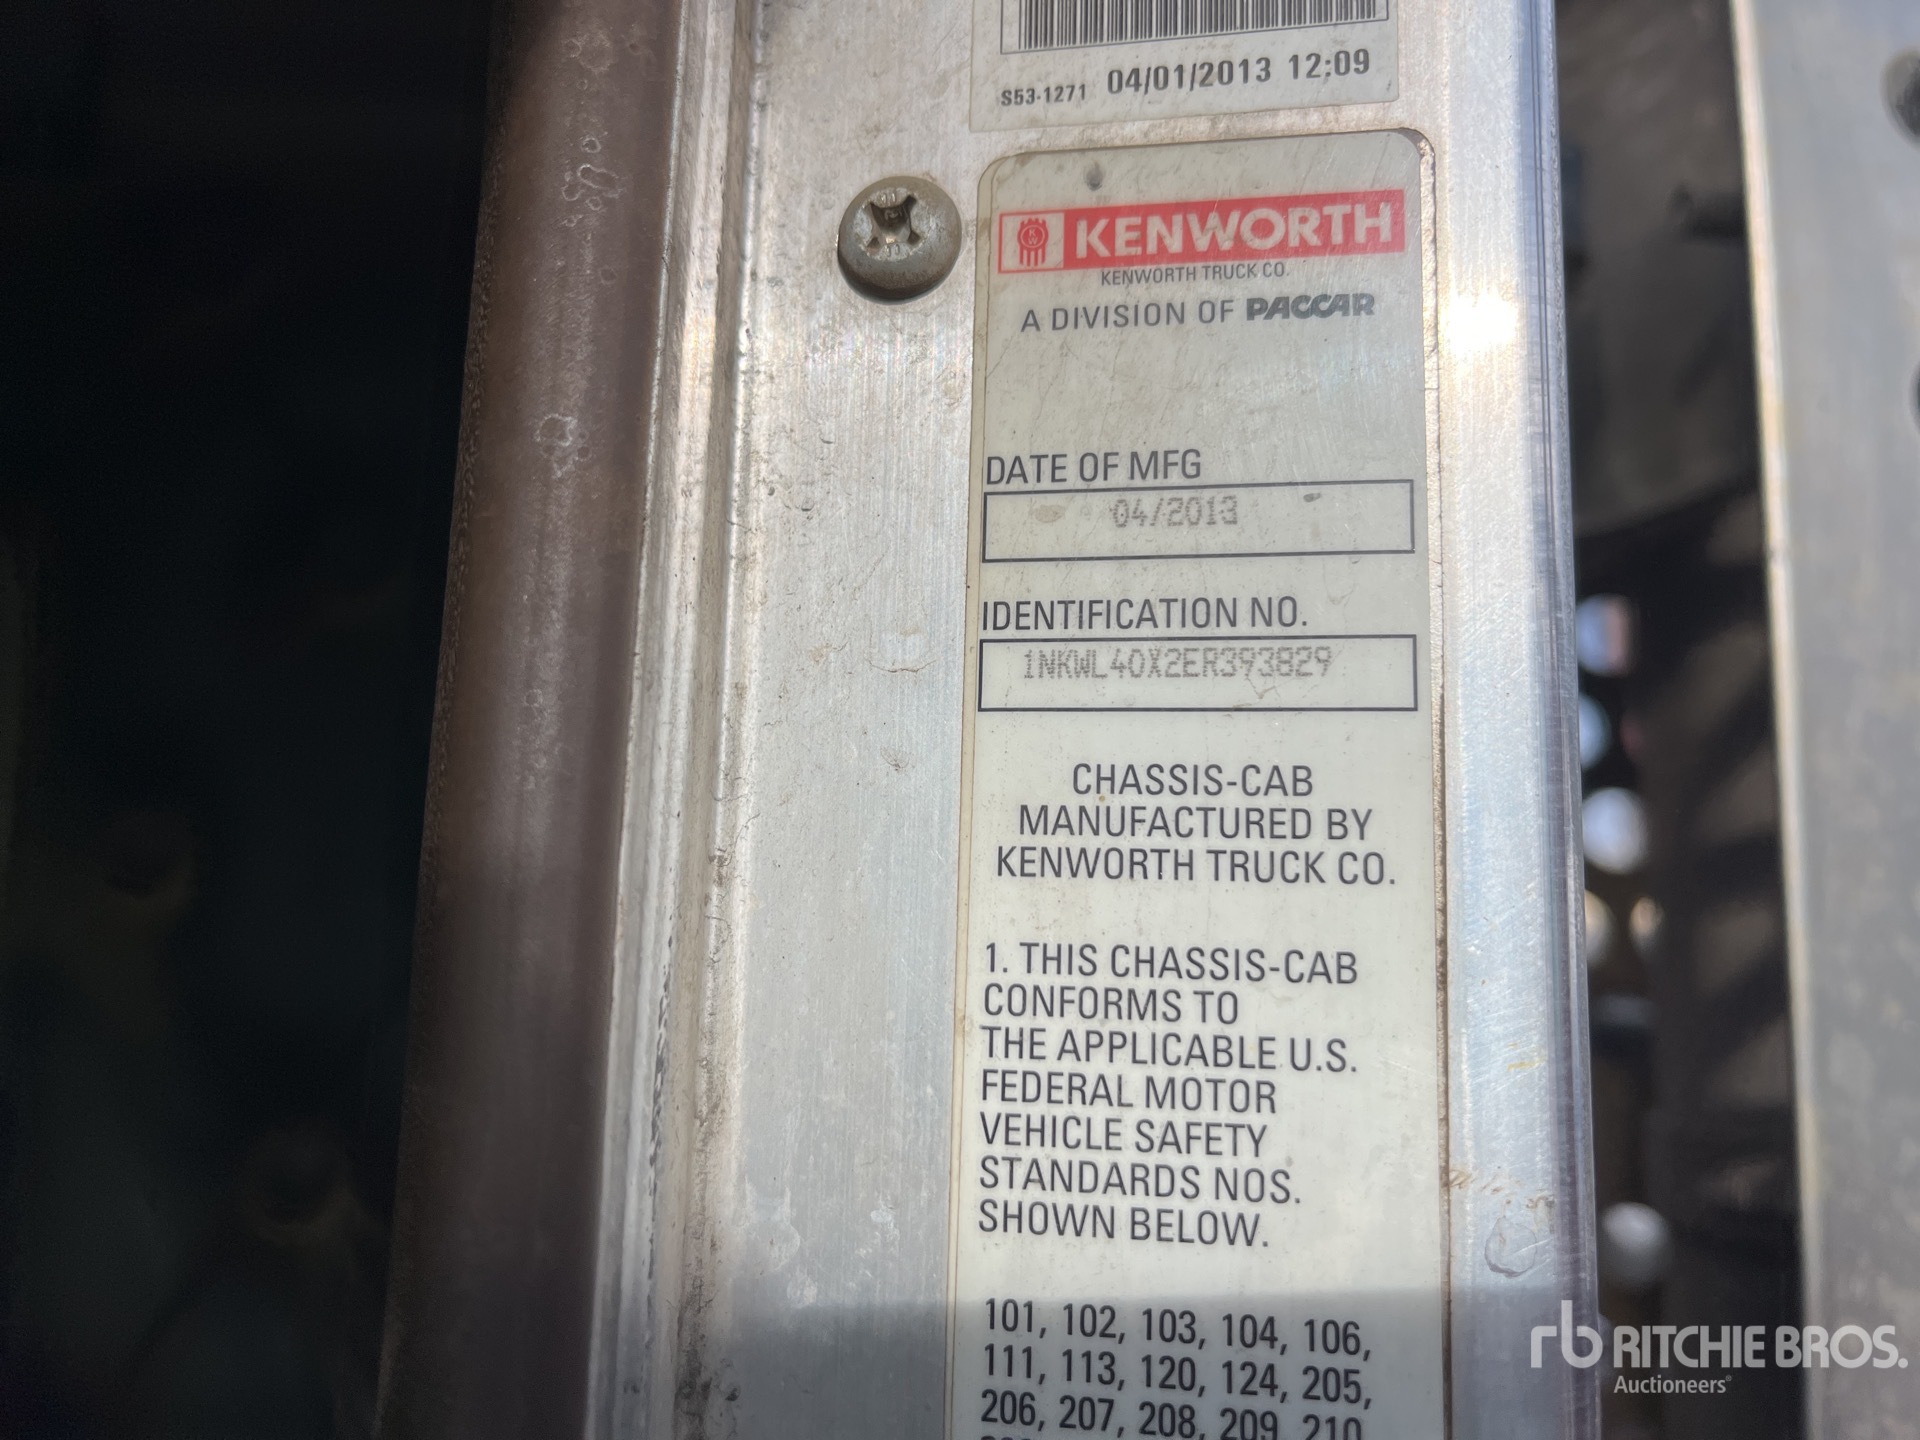 S53-1271 04/01/2013 12:09
KENWORTH
KENWORTH TRUCK CO.
A DIVISION OF PACCAR
DATE OF MFG
04/2013
IDENTIFICATION NO.
1NKWL40X2ER393829
CHASSIS-CAB
MANUFACTURED BY
KENWORTH TRUCK CO.
1. THIS CHASSIS-CAB
CONFORMS TO
THE APPLICABLE U.S.
FEDERAL MOTOR
VEHICLE SAFETY
STANDARDS NOS.
SHOWN BELOW.
101, 102, 103, 104, 106,
111, 113, 120, 124, 205,
206, 207, 208, 209, 210
rb RITCHIE BROS.
Auctioneers